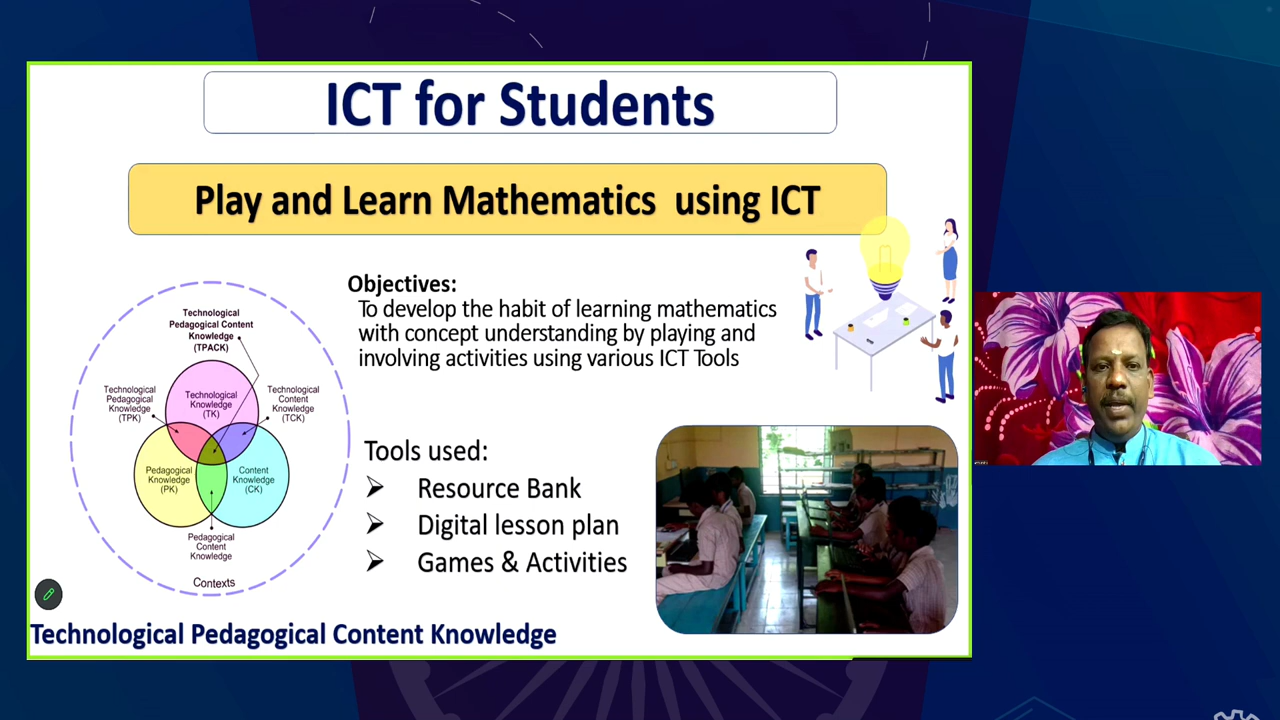 ICT for Students
Play and Learn Mathematics using ICT
Objectives:
To develop the habit of learning mathematics
with concept understanding by playing and
involving activities using various ICT Tools
Technological
Pedagogical Content
Knowledge
(TPACK)
Technological
Pedagogical
Knowledge
(TPK)
Technological
Knowledge
(TK)
Technological
Content
Knowledge
(TCK)
Pedagogical
Knowledge
(PK)
Content
Knowledge
(CK)
Pedagogical
Content
Knowledge
Contexts
Tools used:
Resource Bank
Digital lesson plan
Games & Activities
Technological Pedagogical Content Knowledge